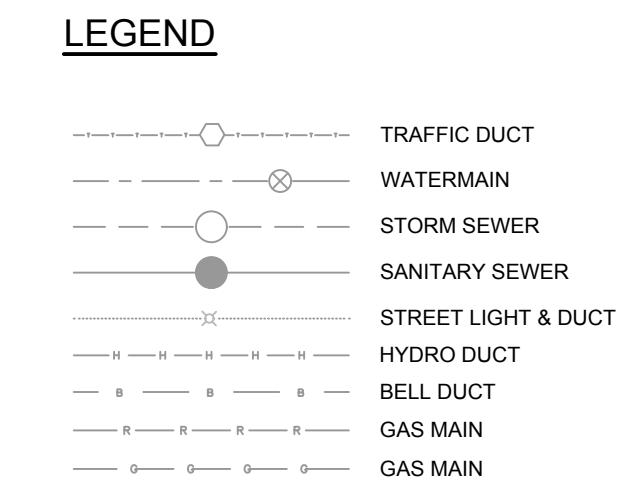 LEGEND
T T T T T T T T T T TRAFFIC DUCT
WATERMAIN
STORM SEWER
SANITARY SEWER
STREET LIGHT & DUCT
H H H H H HYDRO DUCT
B B B BELL DUCT
R R R R GAS MAIN
G G G G GAS MAIN